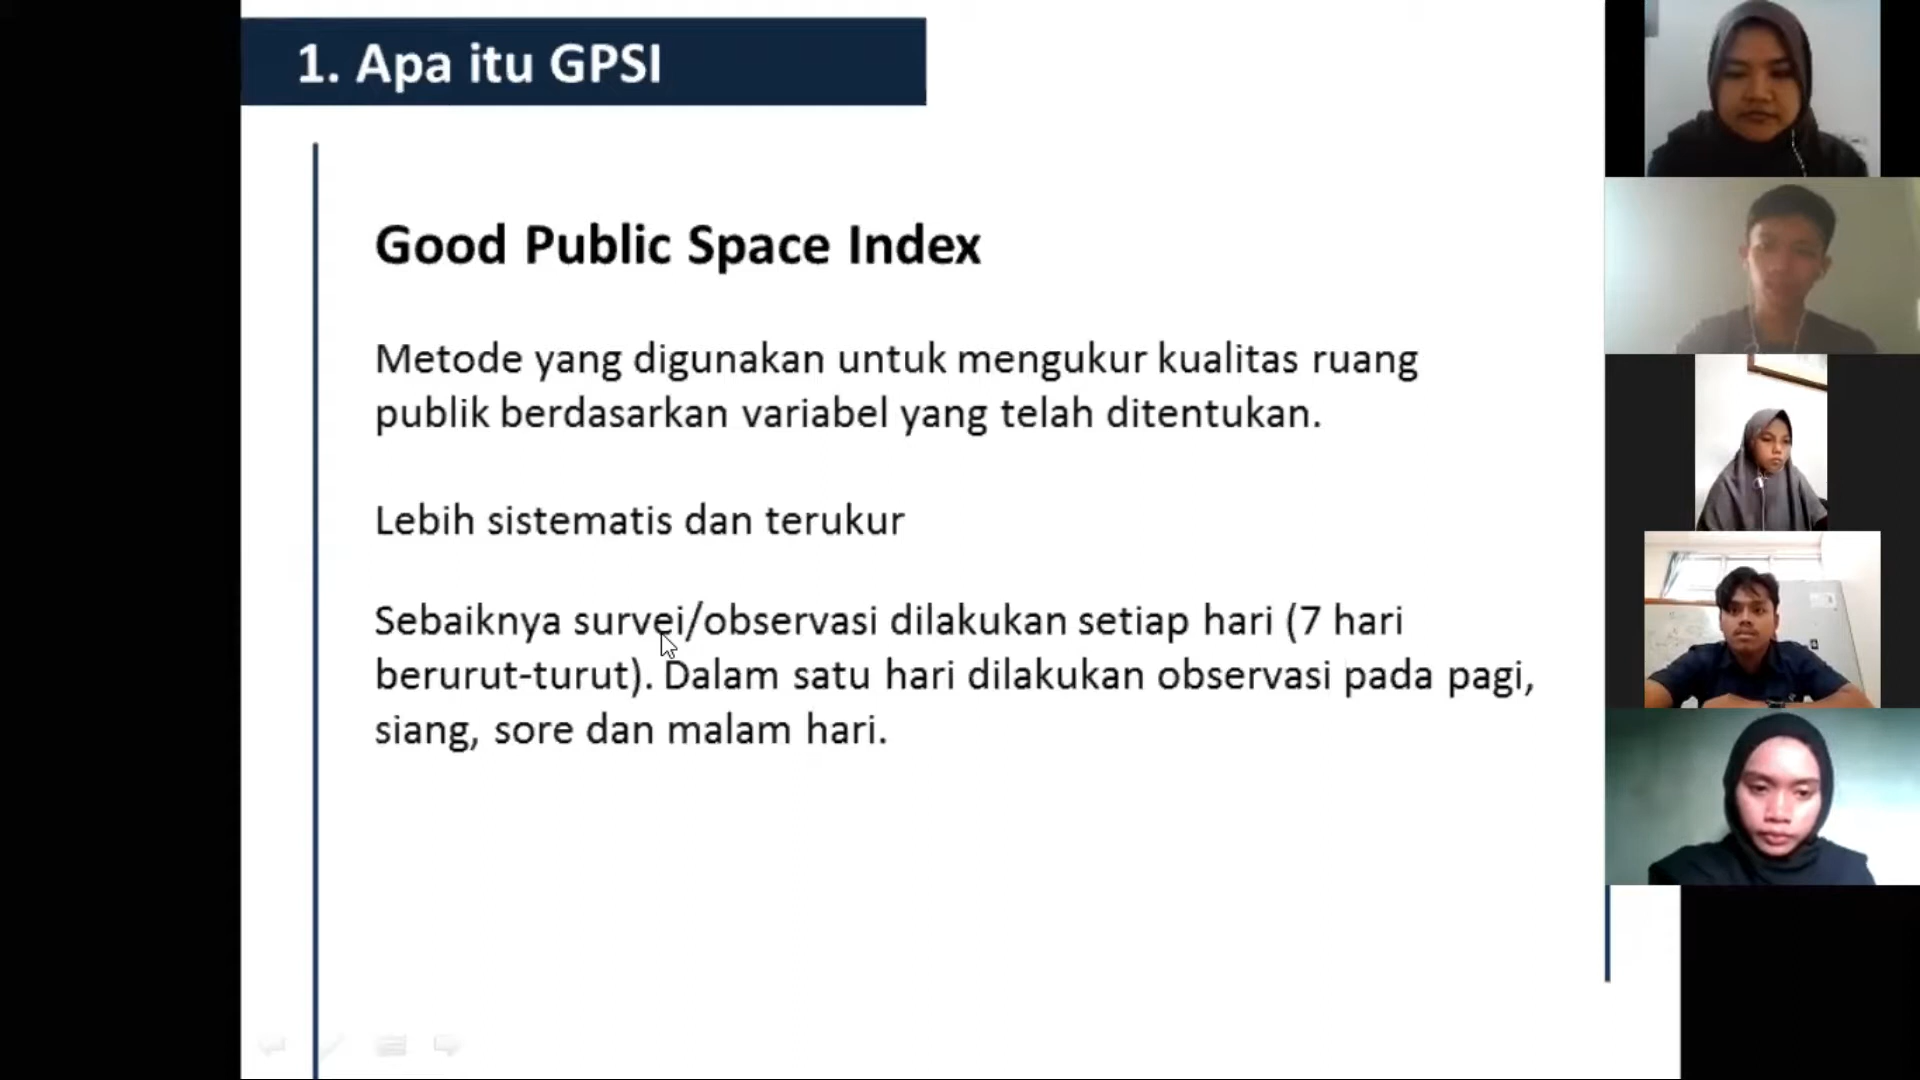 1. Apa itu GPSI
Good Public Space Index
Metode yang digunakan untuk mengukur kualitas ruang
publik berdasarkan variabel yang telah ditentukan.
Lebih sistematis dan terukur
Sebaiknya survei/observasi dilakukan setiap hari (7 hari
berurut-turut). Dalam satu hari dilakukan observasi pada pagi,
siang, sore dan malam hari.